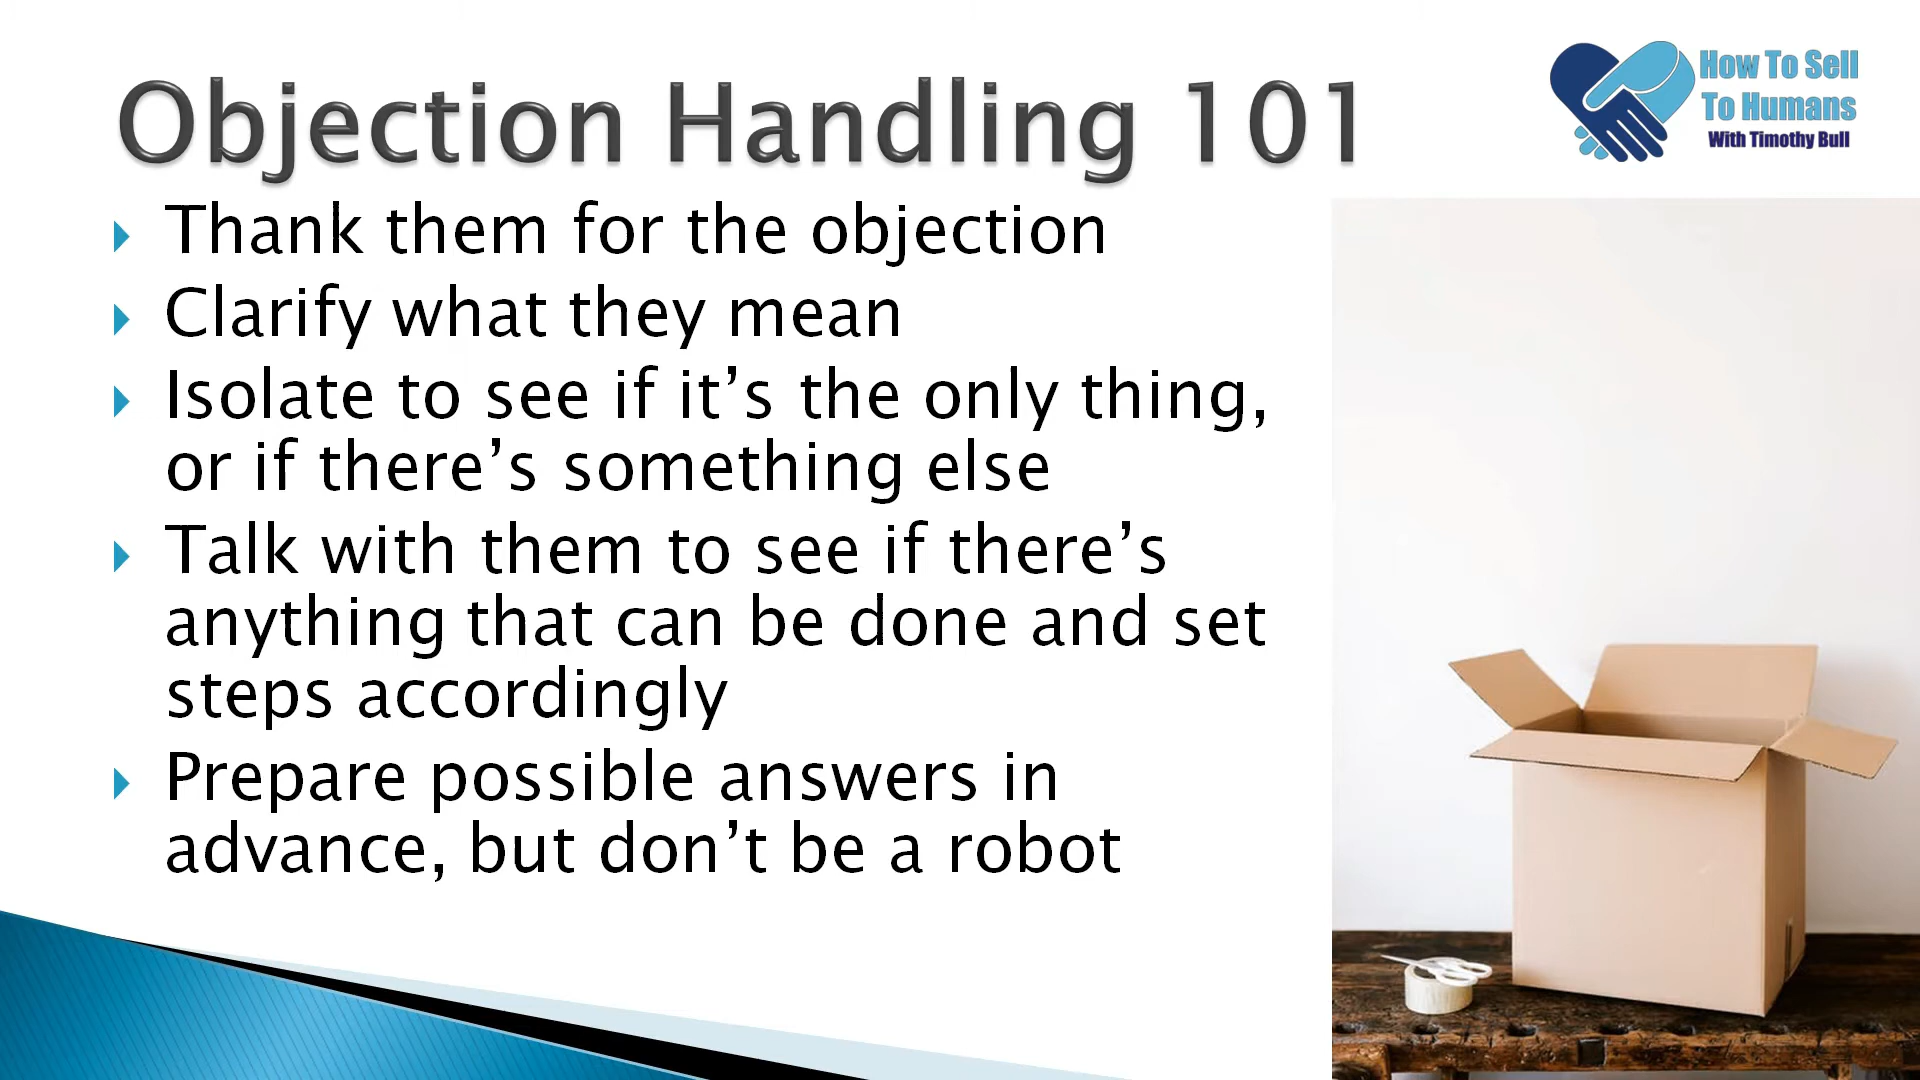 Objection Handling 101
How To Sell
To Humans
With Timothy Bull
Thank them for the objection
Clarify what they mean
Isolate to see if it’s the only thing,
or if there’s something else
Talk with them to see if there’s
anything that can be done and set
steps accordingly
Prepare possible answers in
advance, but don’t be a robot